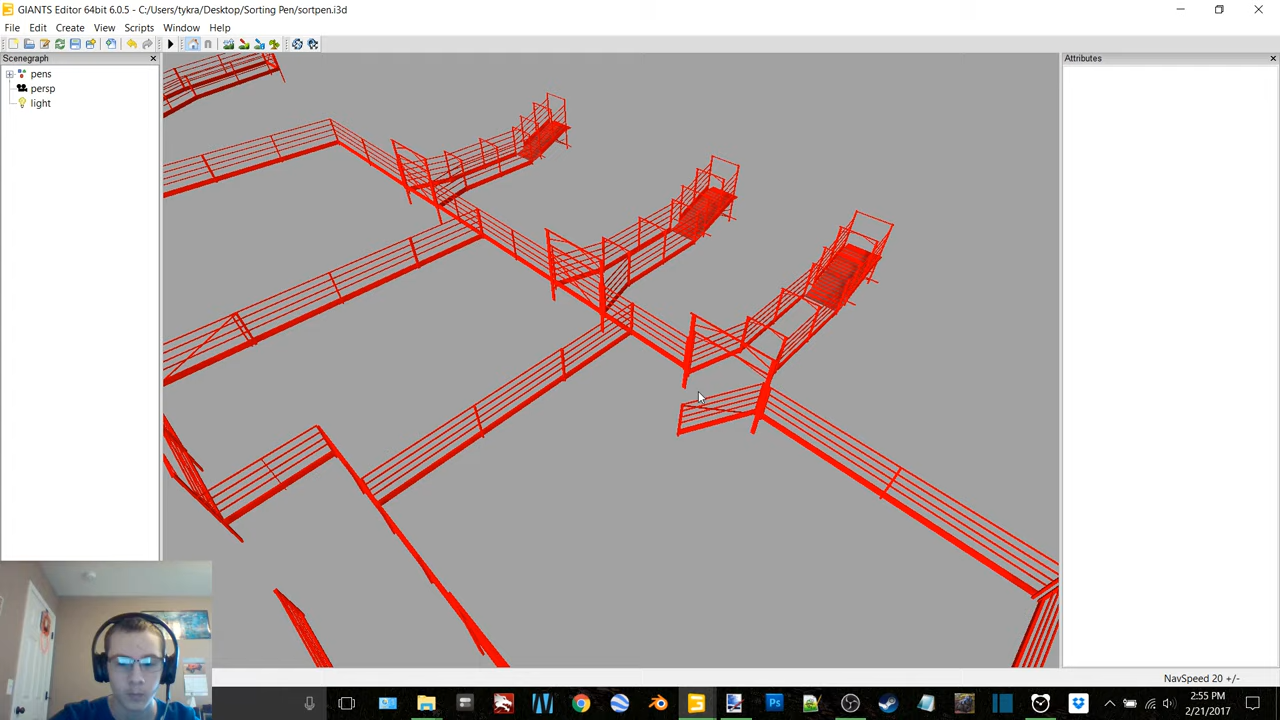 GIANTS Editor 64bit 6.0.5 - C:/Users/tykra/Desktop/Sorting Pen/sortpen.i3d
File Edit Create View Scripts Window Help
Scenegraph
Attributes
pens
persp
light
NavSpeed 20 +/-
2:55 PM
2/21/2017